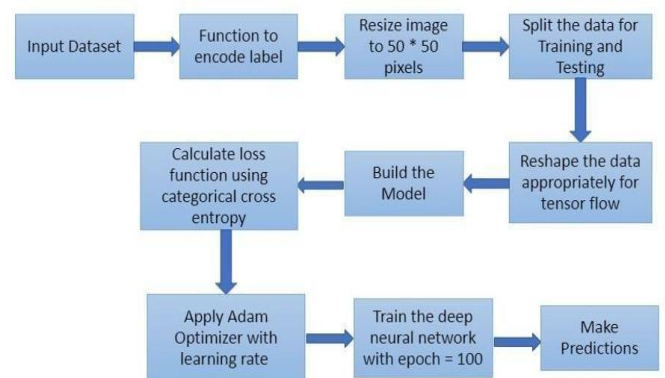 Input Dataset
Function to
encode label
Resize image
to 50 * 50
pixels
Split the data for
Training and
Testing
Reshape the data
appropriately for
tensor flow
Build the
Model
Calculate loss
function using
categorical cross
entropy
Apply Adam
Optimizer with
learning rate
Train the deep
neural network
with epoch = 100
Make
Predictions